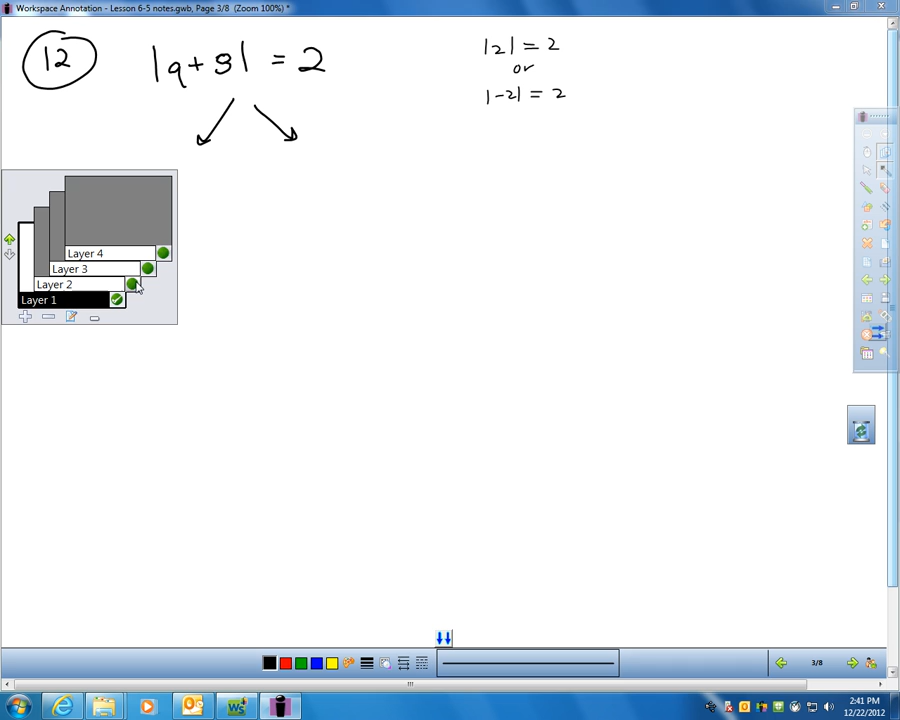 Workspace Annotation - Lesson 6-5 notes.gwb, Page 3/8 (Zoom 100%) *
12 |q+8| = 2
|2| = 2
or
|-2| = 2
Layer 4
Layer 3
Layer 2
Layer 1
3/8
2:41 PM
12/22/2012